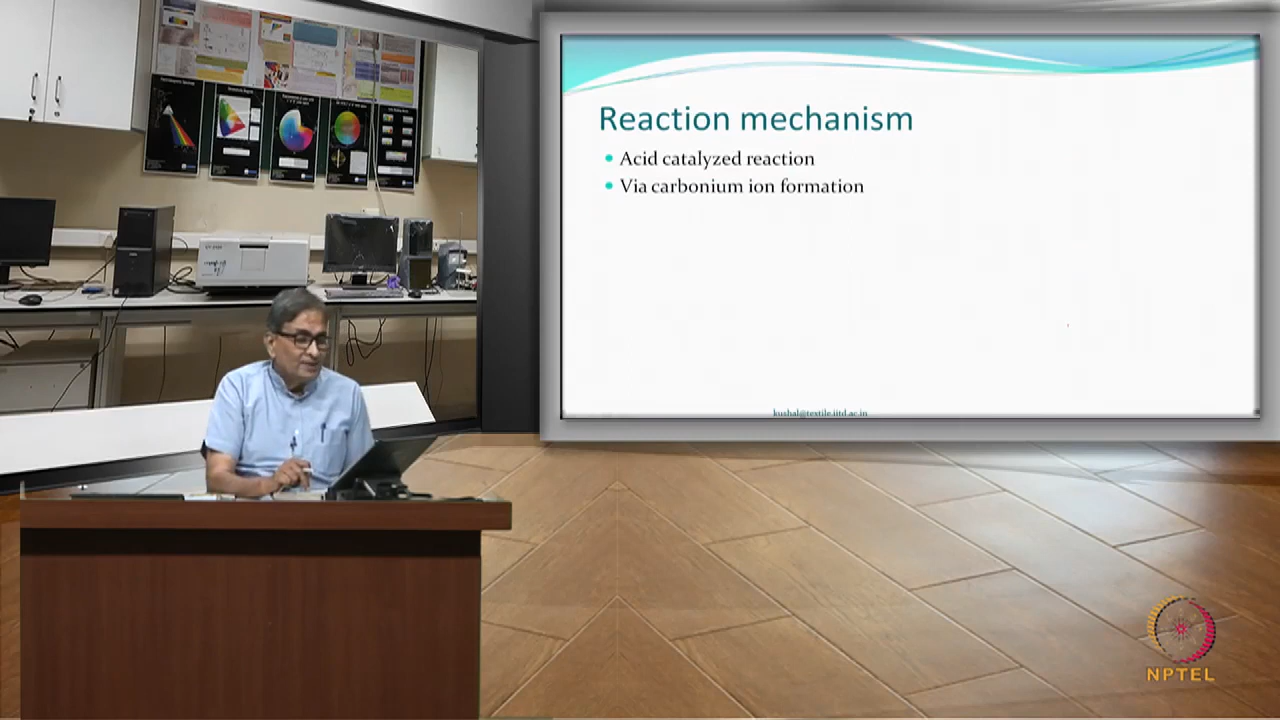 Reaction mechanism
Acid catalyzed reaction
Via carbonium ion formation
kushal@textile.iitd.ac.in
NPTEL